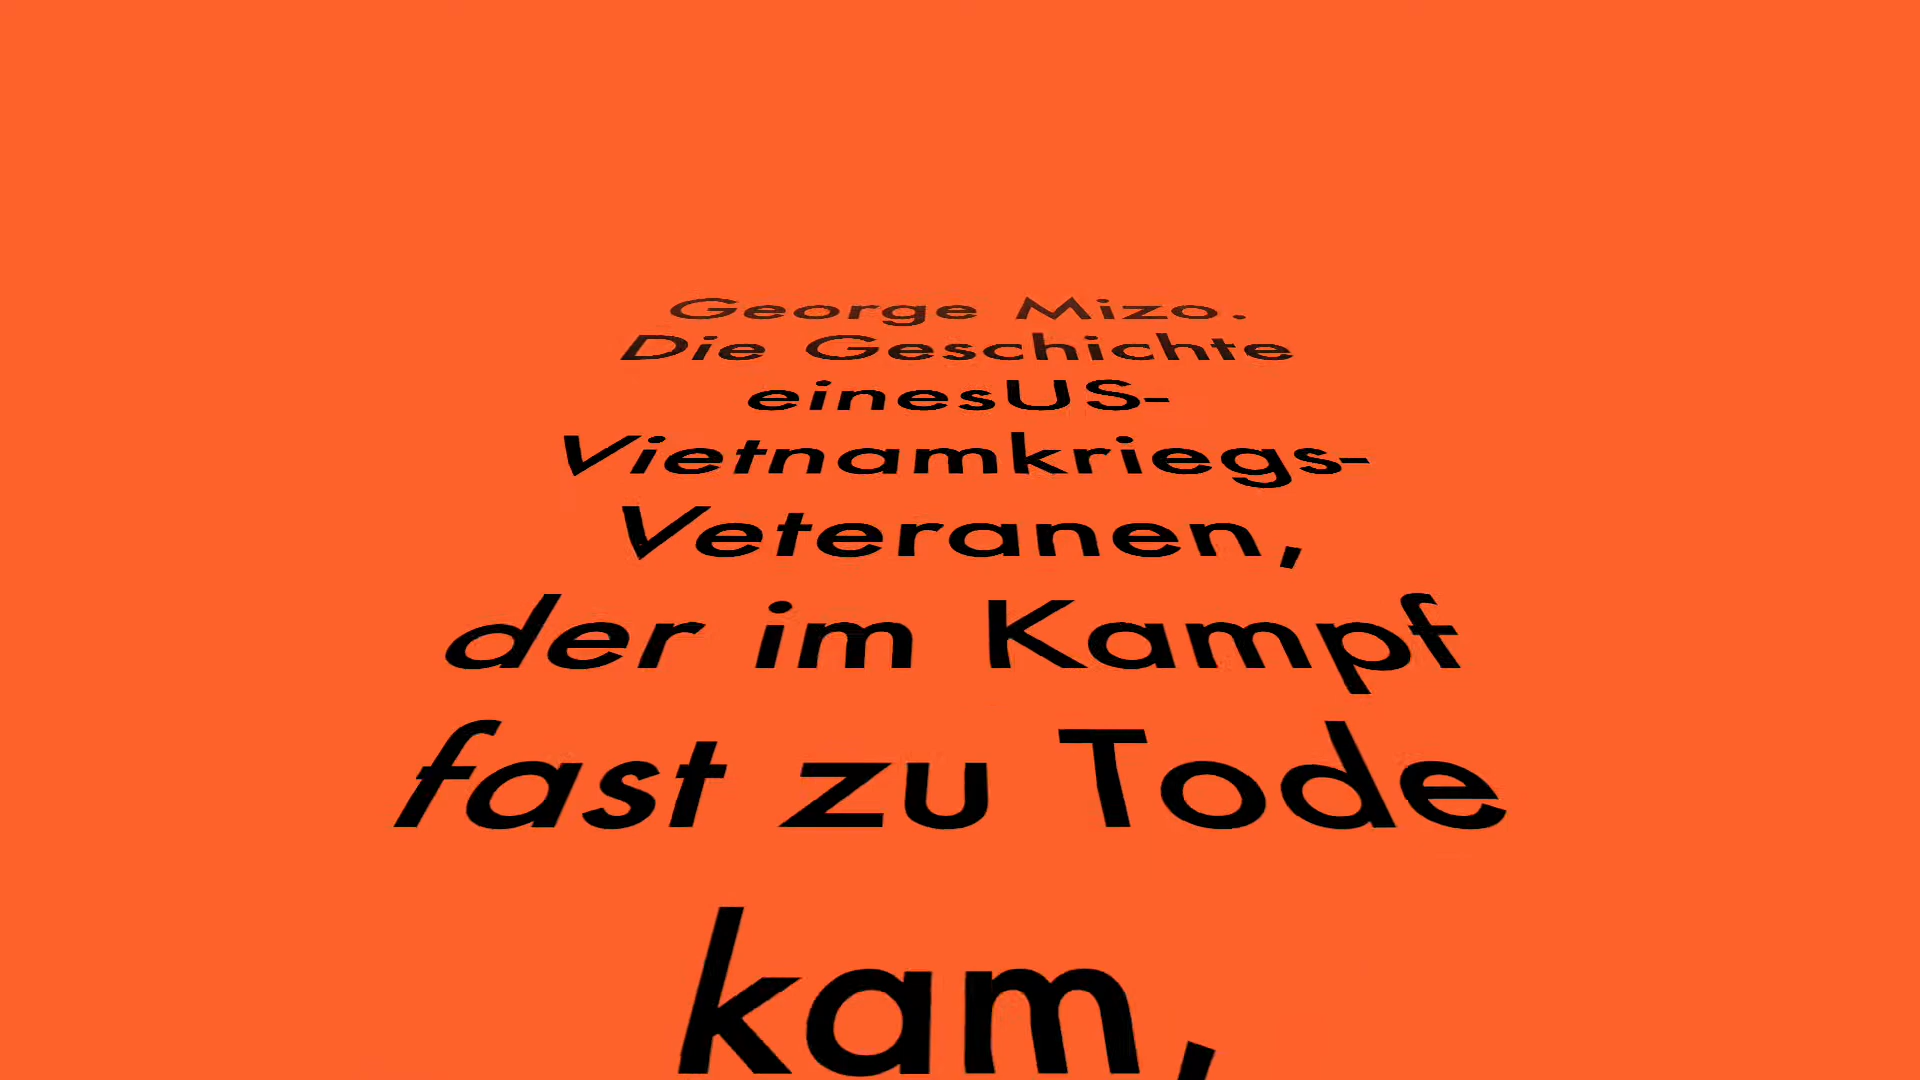 George Mizo.
Die Geschichte
einesUS-
Vietnamkriegs-
Veteranen,
der im Kampf
fast zu Tode
kam,